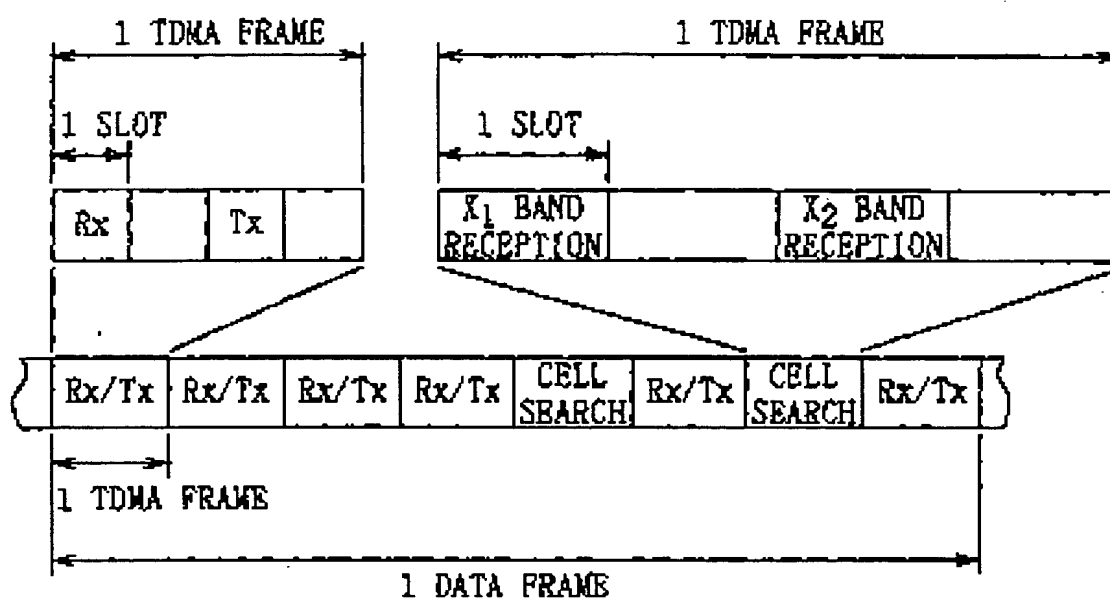 1 TDMA FRAME
1 TDMA FRAME
1 SLOT
1 SLOT
Rx
Tx
X1 BAND
RECEPTION
X2 BAND
RECEPTION
Rx/Tx
Rx/Tx
Rx/Tx
Rx/Tx
CELL
SEARCH
Rx/Tx
CELL
SEARCH
Rx/Tx
1 TDMA FRAME
1 DATA FRAME